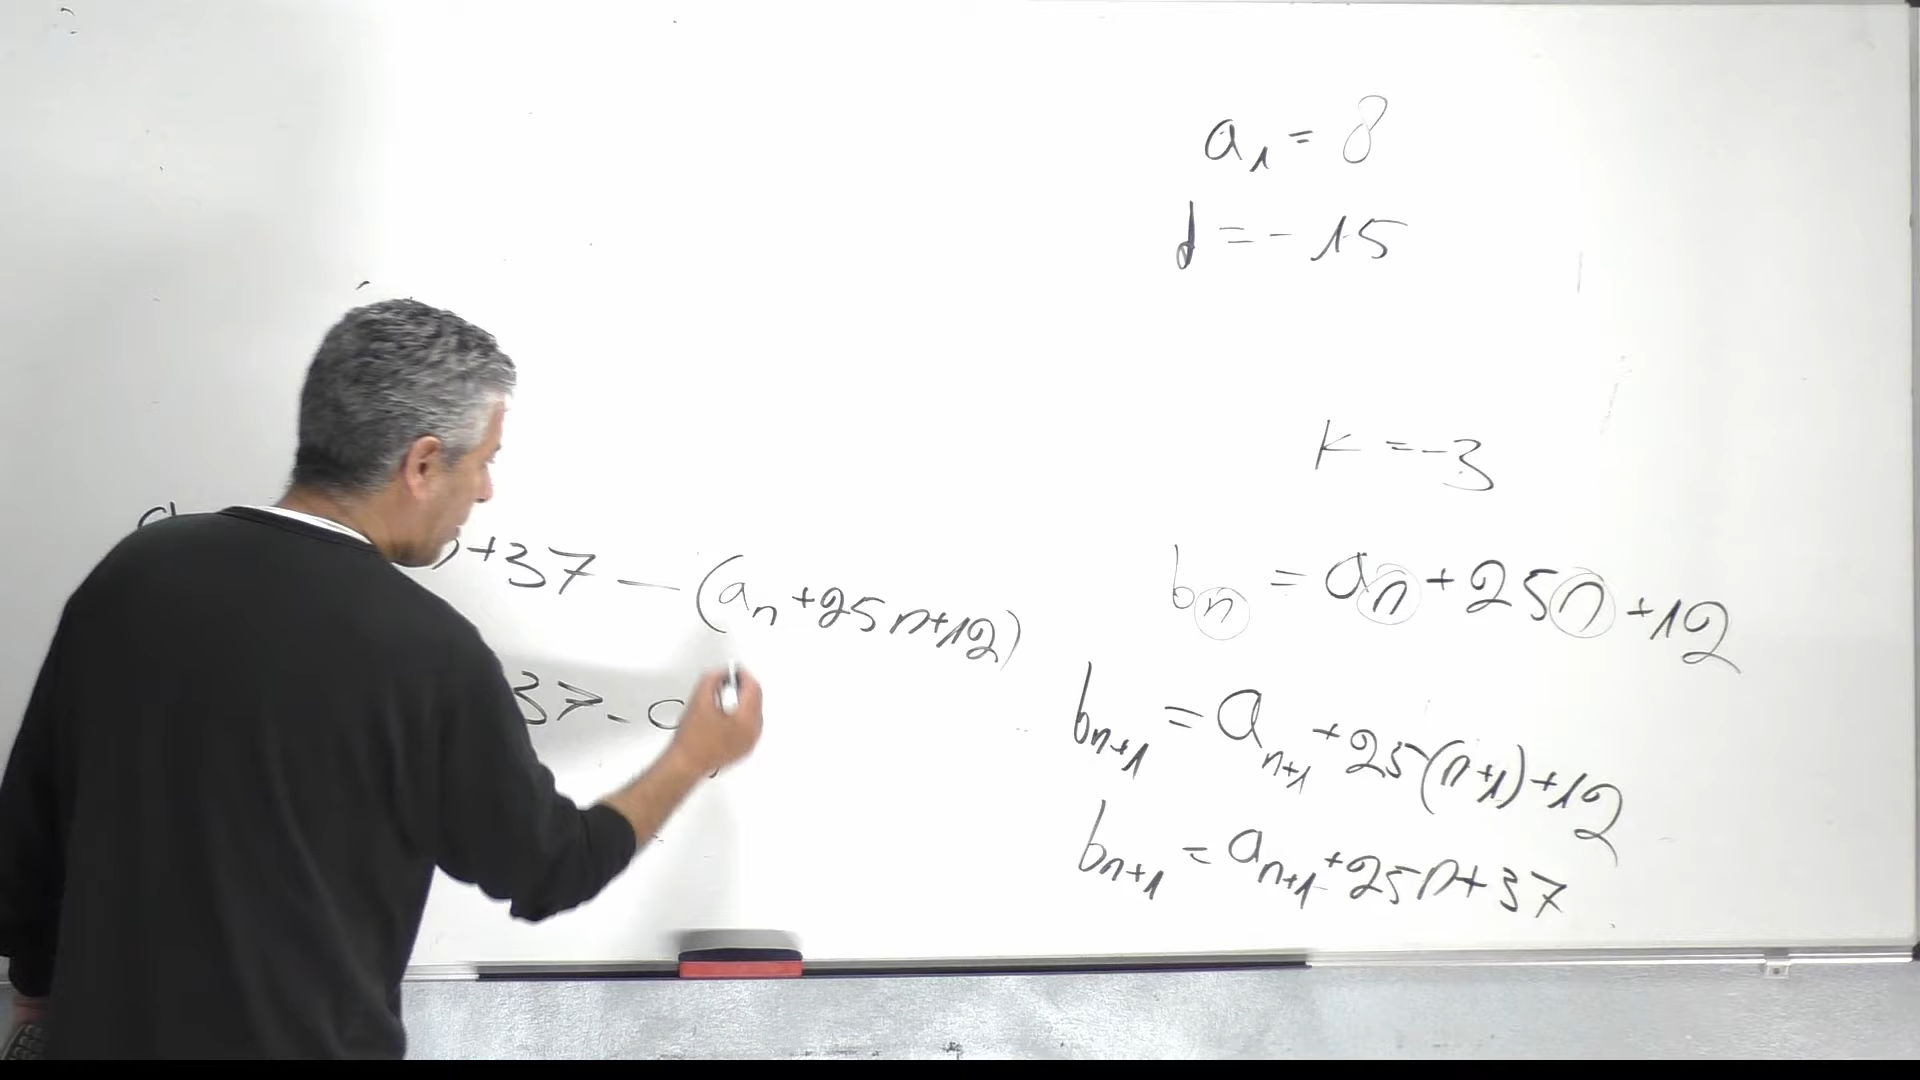 a₁ = 8
d = -15
k = -3
+37 - (aₙ + 25n + 12)
37 - a
bₙ = aₙ + 25n + 12
bₙ₊₁ = aₙ₊₁ + 25(n+1) + 12
bₙ₊₁ = aₙ₊₁ + 25n + 37